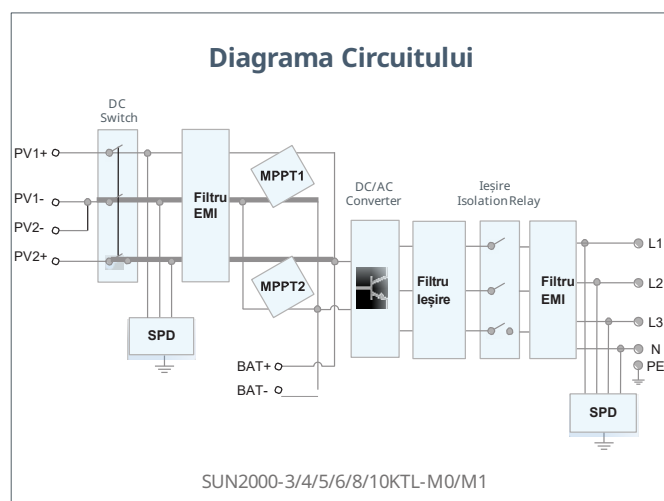 Diagrama Circuitului
DC
Switch
PV1+
PV1-
PV2-
PV2+
Filtru
EMI
SPD
MPPT1
MPPT2
BAT+
BAT-
DC/AC
Converter
Filtru
Ieșire
Ieșire
Isolation Relay
Filtru
EMI
L1
L2
L3
N
PE
SPD
SUN2000-3/4/5/6/8/10KTL-M0/M1